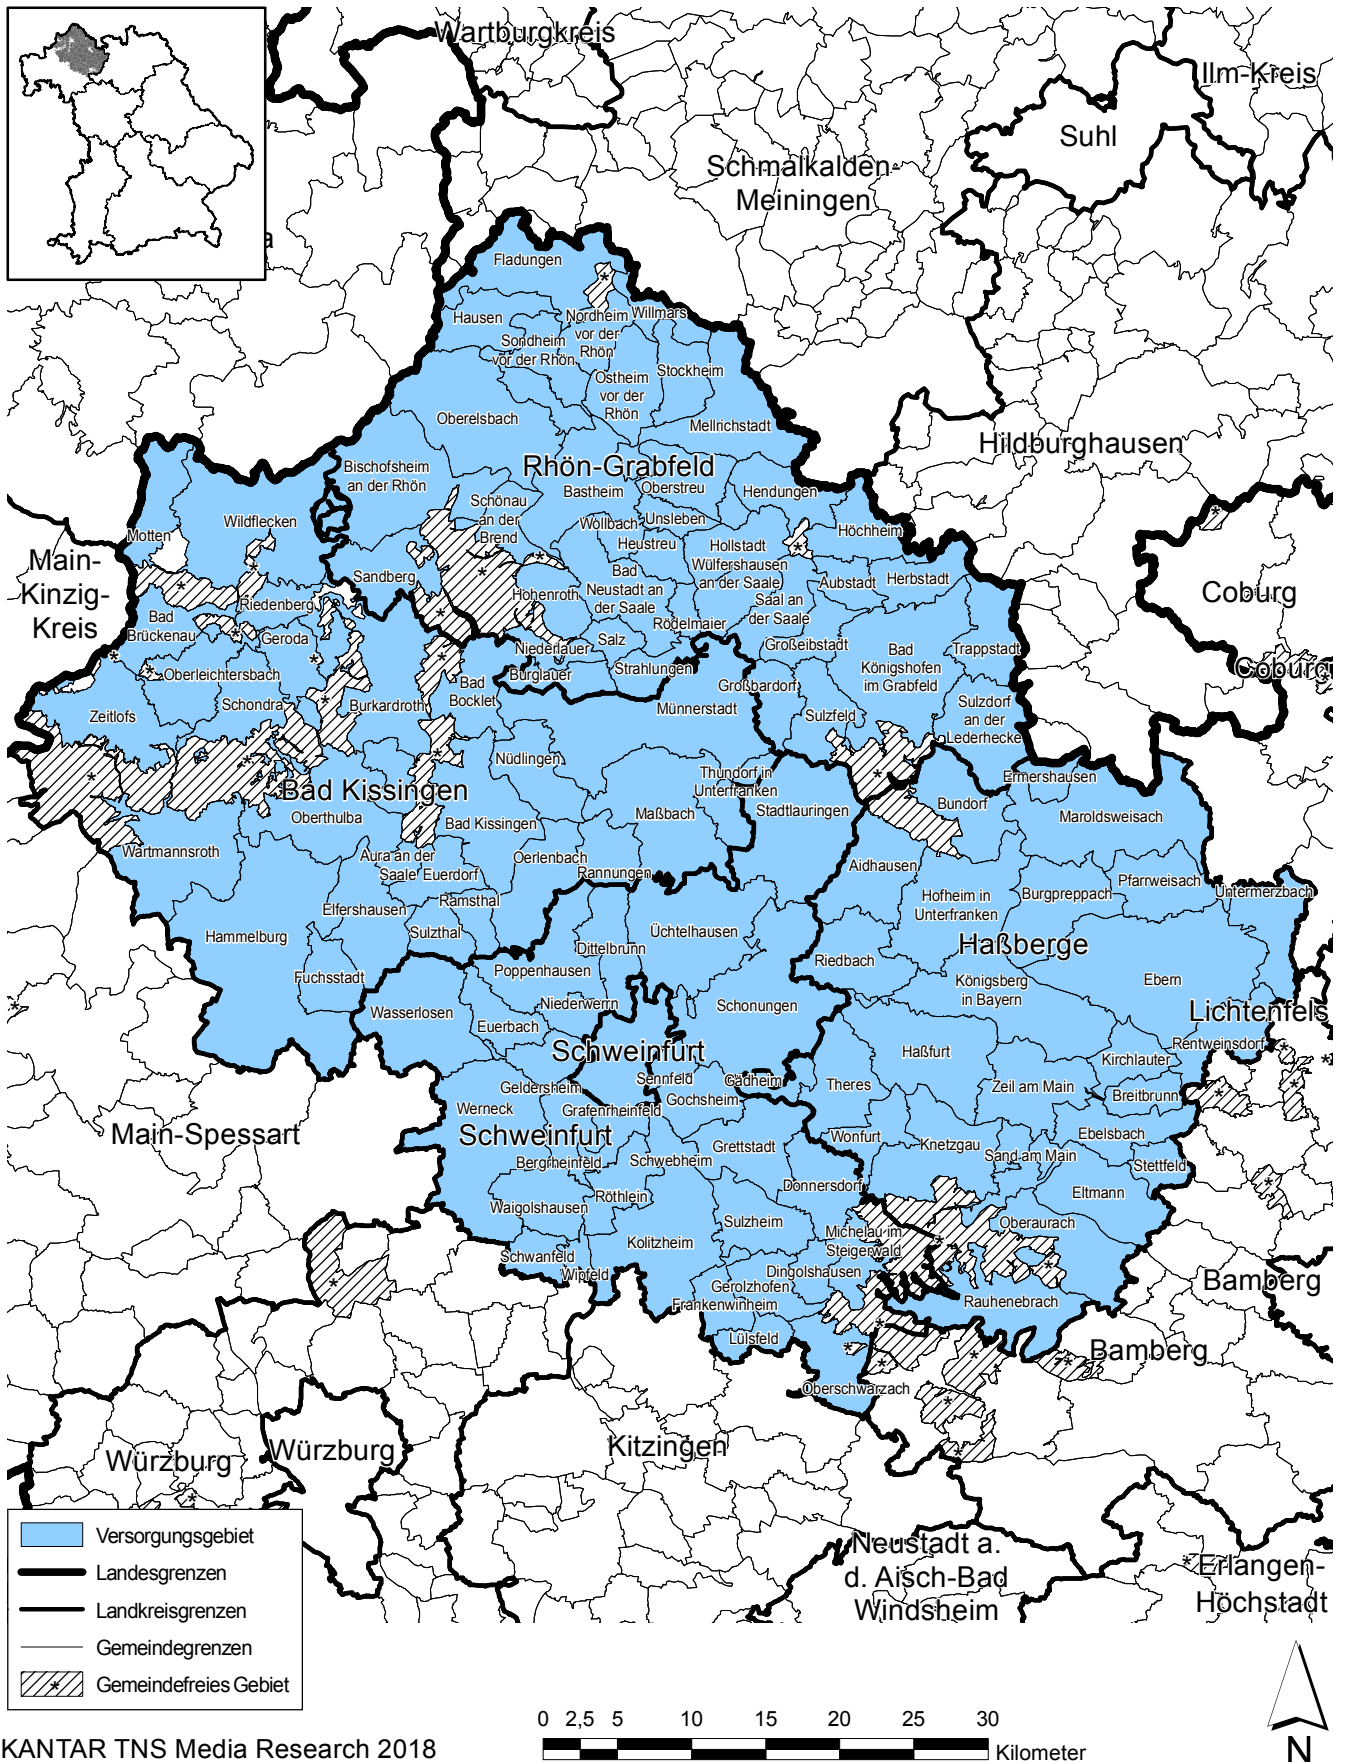 Wartburgkreis
Ilm-Kreis
Suhl
Schmalkalden-
Meiningen
a
Fladungen
Hausen
Nordheim
vor der
Rhön
Willmars
Sondheim
vor der Rhön
Stockheim
Ostheim
vor der
Rhön
Oberelsbach
Mellrichstadt
Hildburghausen
Bischofsheim
an der Rhön
Rhön-Grabfeld
Bastheim
Oberstreu
Hendungen
Schönau
an der
Brend
Wollbach
Unsleben
Höchheim
Wildflecken
Motten
Heustreu
Hollstadt
Main-
Kinzig-
Kreis
Sandberg
Bad
Neustadt an
der Saale
Wülfershausen
an der Saale
Aubstadt
Herbstadt
Coburg
Hohenroth
Riedenberg
Saal an
der Saale
Bad
Brückenau
Geroda
Rödelmaier
Salz
Niederlauer
Großeibstadt
Bad
Königshofen
im Grabfeld
Trappstadt
Coburg
Oberleichtersbach
Burglauer
Strahlungen
Großbardorf
Bad
Bocklet
Zeitlofs
Schondra
Burkardroth
Münnerstadt
Sulzfeld
Sulzdorf
an der
Lederhecke
Nüdlingen
Thundorf in
Unterfranken
Ermershausen
Bad Kissingen
Stadtlauringen
Bundorf
Maroldsweisach
Oberthulba
Bad Kissingen
Maßbach
Wartmannsroth
Aura an der
Saale
Euerdorf
Oerlenbach
Rannungen
Aidhausen
Pfarrweisach
Hofheim in
Unterfranken
Burgpreppach
Untermerzbach
Elfershausen
Ramsthal
Hammelburg
Sulzthal
Üchtelhausen
Haßberge
Dittelbrunn
Riedbach
Fuchsstadt
Poppenhausen
Königsberg
in Bayern
Ebern
Wasserlosen
Niederwerrn
Schonungen
Lichtenfels
Euerbach
Schweinfurt
Haßfurt
Rentweinsdorf
Kirchlauter
Geldersheim
Sennfeld
Gädheim
Theres
Zeil am Main
Breitbrunn
Werneck
Grafenrheinfeld
Gochsheim
Main-Spessart
Schweinfurt
Wonfurt
Knetzgau
Ebelsbach
Grettstadt
Sand am Main
Bergrheinfeld
Schwebheim
Stettfeld
Donnersdorf
Eltmann
Röthlein
Waigolshausen
Sulzheim
Oberaurach
Michelau im
Steigerwald
Kolitzheim
Schwanfeld
Wipfeld
Dingolshausen
Bamberg
Gerolzhofen
Frankenwinheim
Rauhenebrach
Lülsfeld
Bamberg
Oberschwarzach
Würzburg
Würzburg
Kitzingen
Neustadt a.
d. Aisch-Bad
Windsheim
Erlangen-
Höchstadt
Versorgungsgebiet
Landesgrenzen
Landkreisgrenzen
Gemeindegrenzen
Gemeindefreies Gebiet
0 2,5 5 10 15 20 25 30
Kilometer
N
KANTAR TNS Media Research 2018